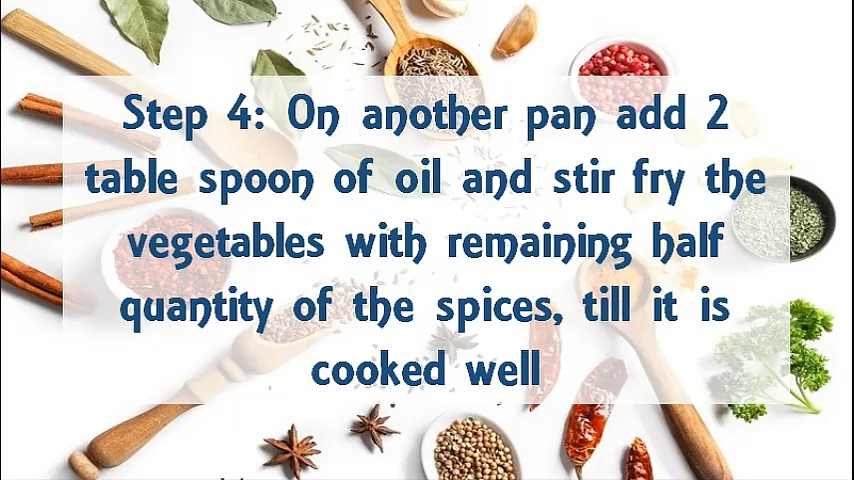 Step 4: On another pan add 2
table spoon of oil and stir fry the
vegetables with remaining half
quantity of the spices, till it is
cooked well